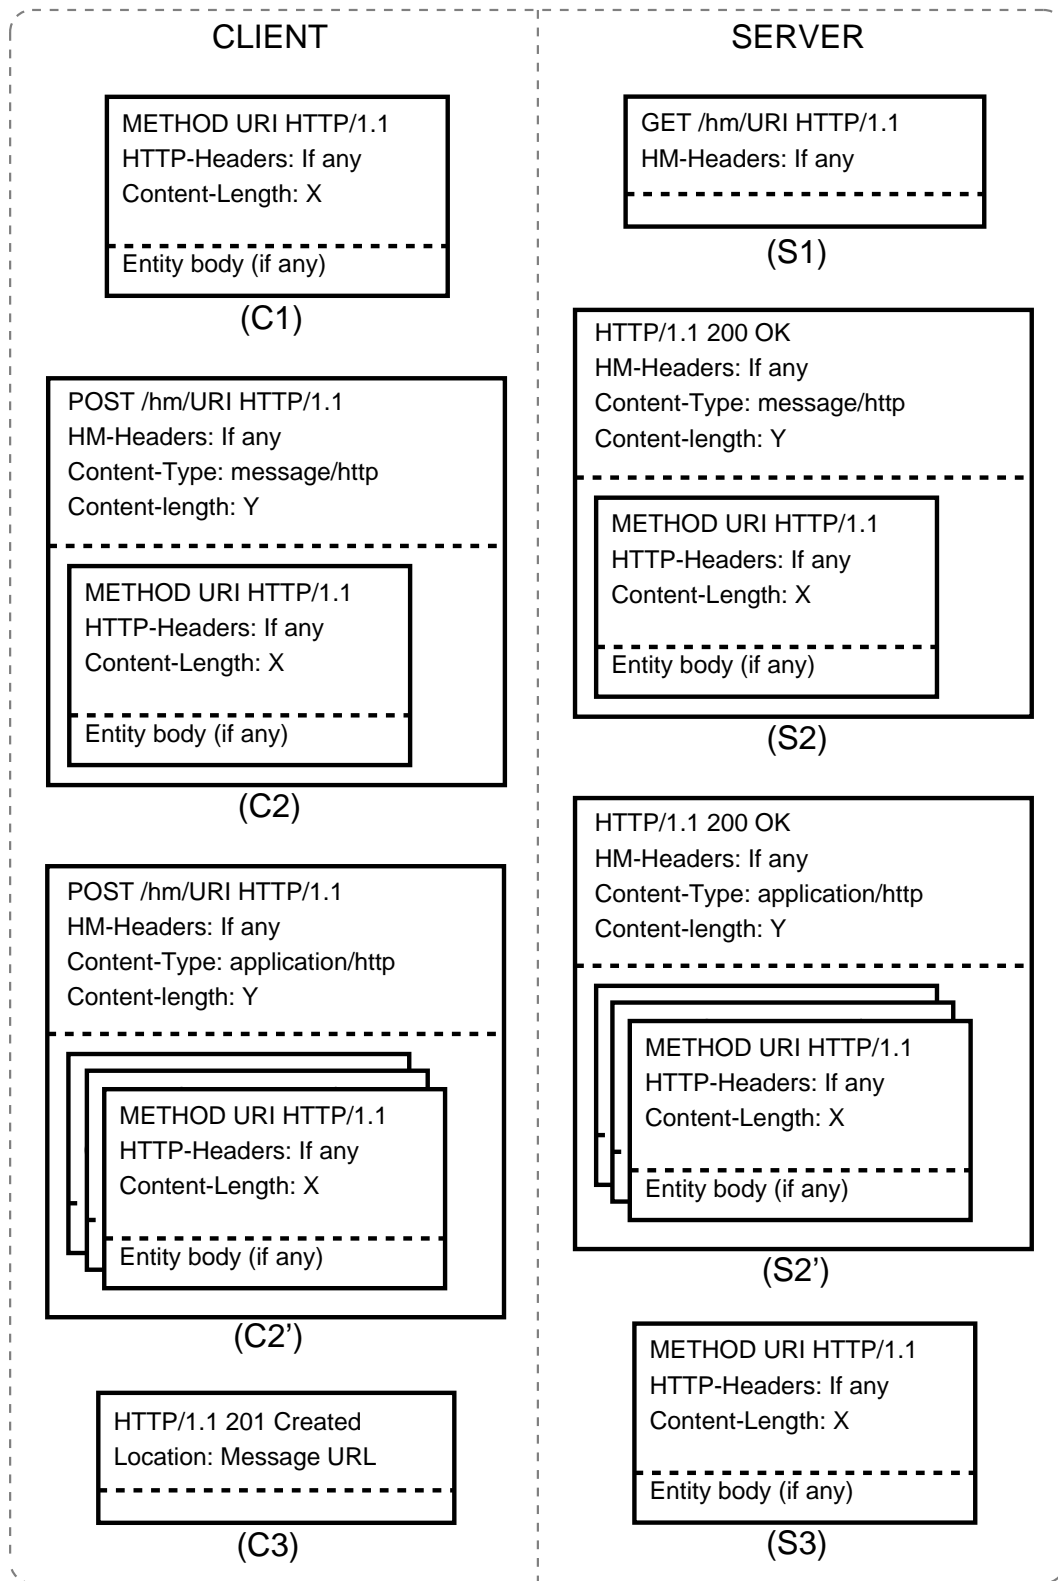 CLIENT
METHOD URI HTTP/1.1
HTTP-Headers: If any
Content-Length: X
Entity body (if any)
(C1)
POST /hm/URI HTTP/1.1
HM-Headers: If any
Content-Type: message/http
Content-length: Y
METHOD URI HTTP/1.1
HTTP-Headers: If any
Content-Length: X
Entity body (if any)
(C2)
POST /hm/URI HTTP/1.1
HM-Headers: If any
Content-Type: application/http
Content-length: Y
METHOD URI HTTP/1.1
HTTP-Headers: If any
Content-Length: X
Entity body (if any)
(C2')
HTTP/1.1 201 Created
Location: Message URL
(C3)
SERVER
GET /hm/URI HTTP/1.1
HM-Headers: If any
(S1)
HTTP/1.1 200 OK
HM-Headers: If any
Content-Type: message/http
Content-length: Y
METHOD URI HTTP/1.1
HTTP-Headers: If any
Content-Length: X
Entity body (if any)
(S2)
HTTP/1.1 200 OK
HM-Headers: If any
Content-Type: application/http
Content-length: Y
METHOD URI HTTP/1.1
HTTP-Headers: If any
Content-Length: X
Entity body (if any)
(S2')
METHOD URI HTTP/1.1
HTTP-Headers: If any
Content-Length: X
Entity body (if any)
(S3)